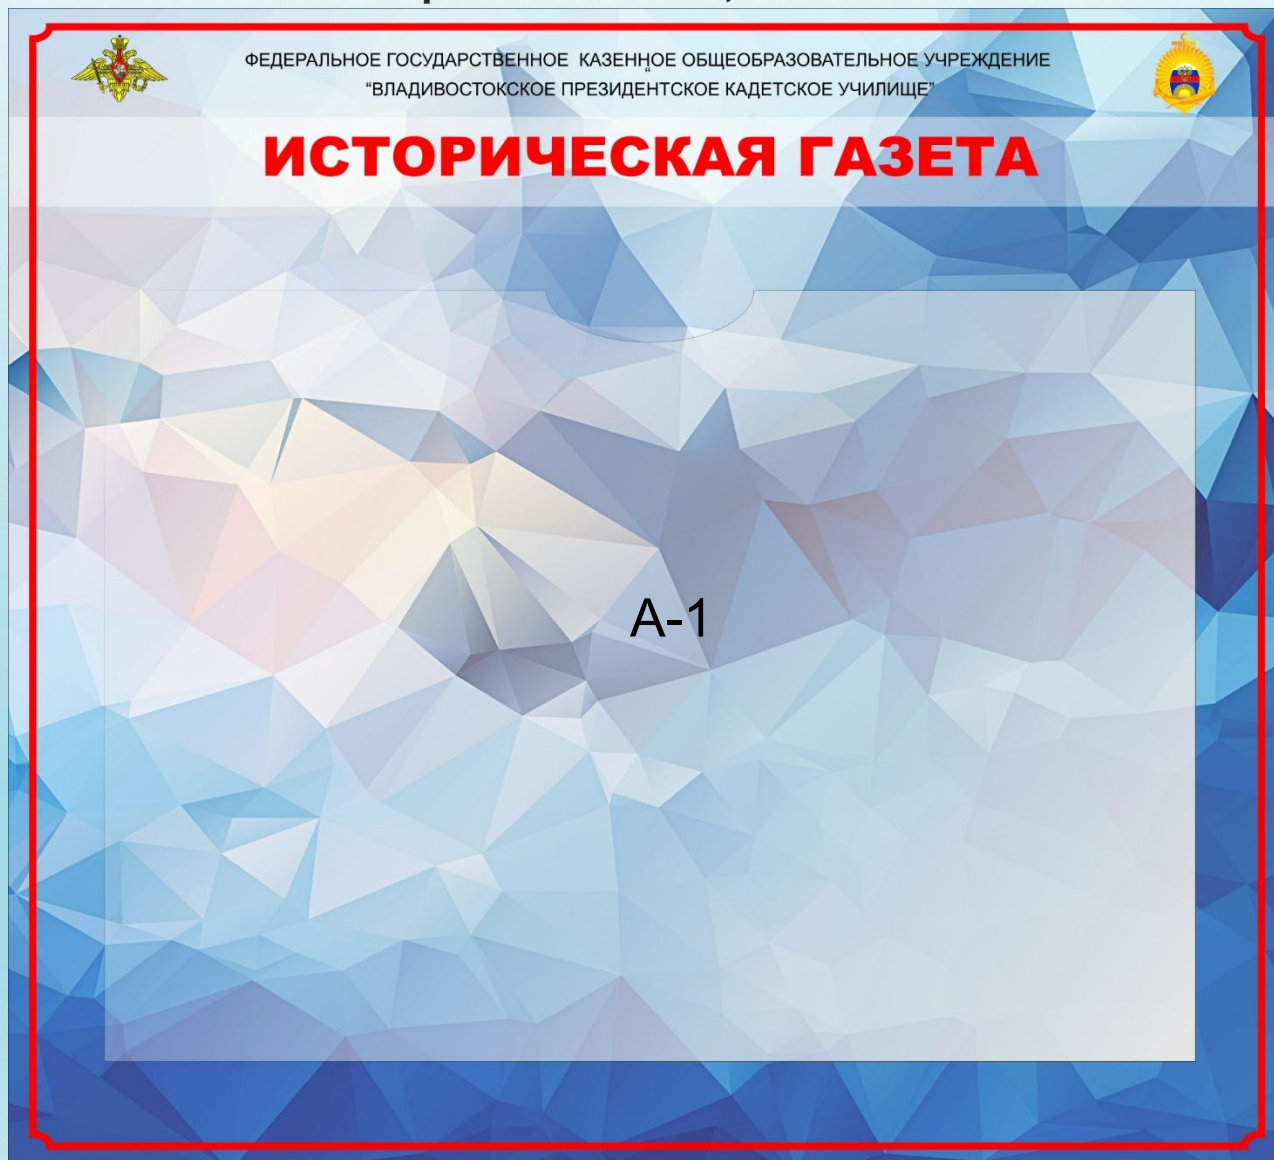 ФЕДЕРАЛЬНОЕ ГОСУДАРСТВЕННОЕ КАЗЕННОЕ ОБЩЕОБРАЗОВАТЕЛЬНОЕ УЧРЕЖДЕНИЕ
“
“ВЛАДИВОСТОКСКОЕ ПРЕЗИДЕНТСКОЕ КАДЕТСКОЕ УЧИЛИЩЕ”
ИСТОРИЧЕСКАЯ ГАЗЕТА
А-1